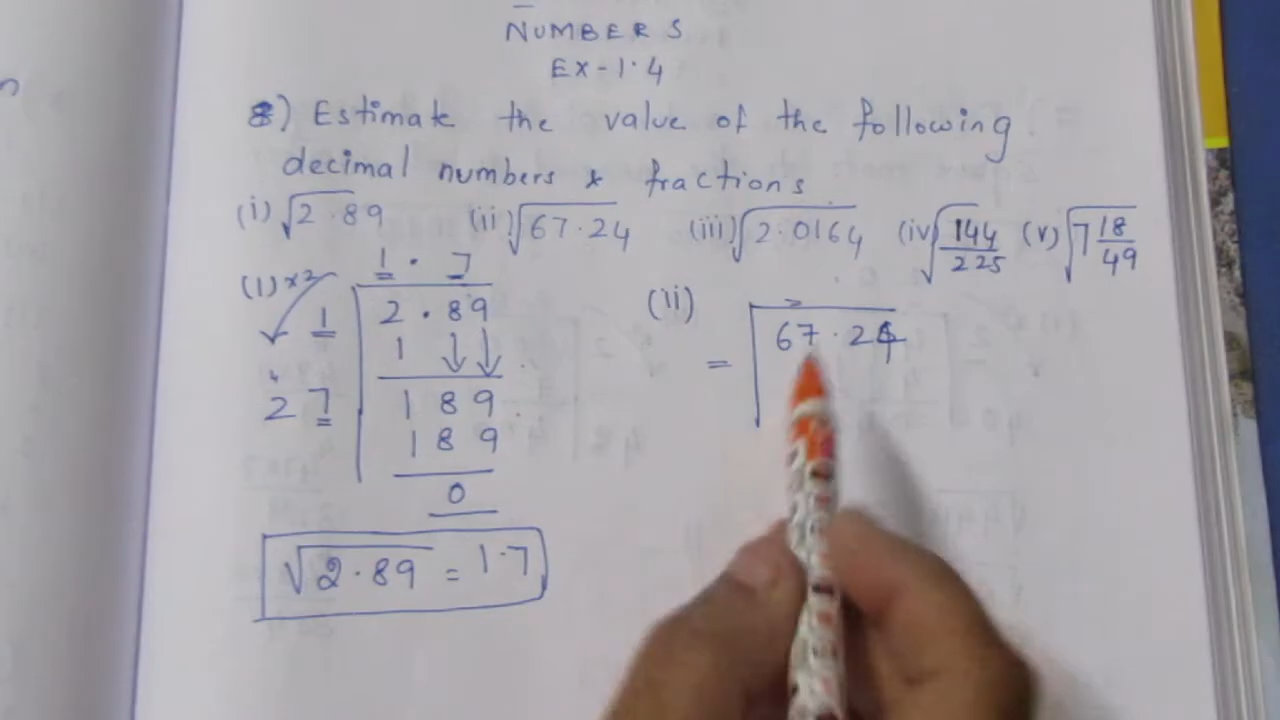 NUMBERS
EX-1.4
8) Estimate the value of the following
decimal numbers & fractions
(i) √2.89 (ii) √67.24 (iii) √2.0164 (iv) √144/225 (v) √7 18/49
(1) x2 1.7
1 2.89
1
27 189
189
0
√2.89 = 1.7
(ii)
= 67.24